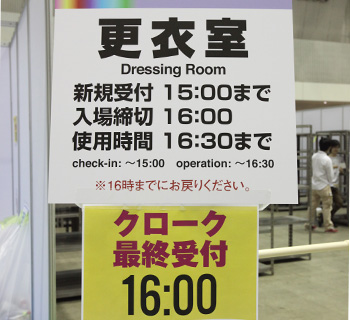 更衣室
Dressing Room
新規受付 15:00まで
入場締切 16:00
使用時間 16:30まで
check-in: ～15:00 operation: ～16:30
※16時までにお戻りください。
クローク
最終受付
16:00